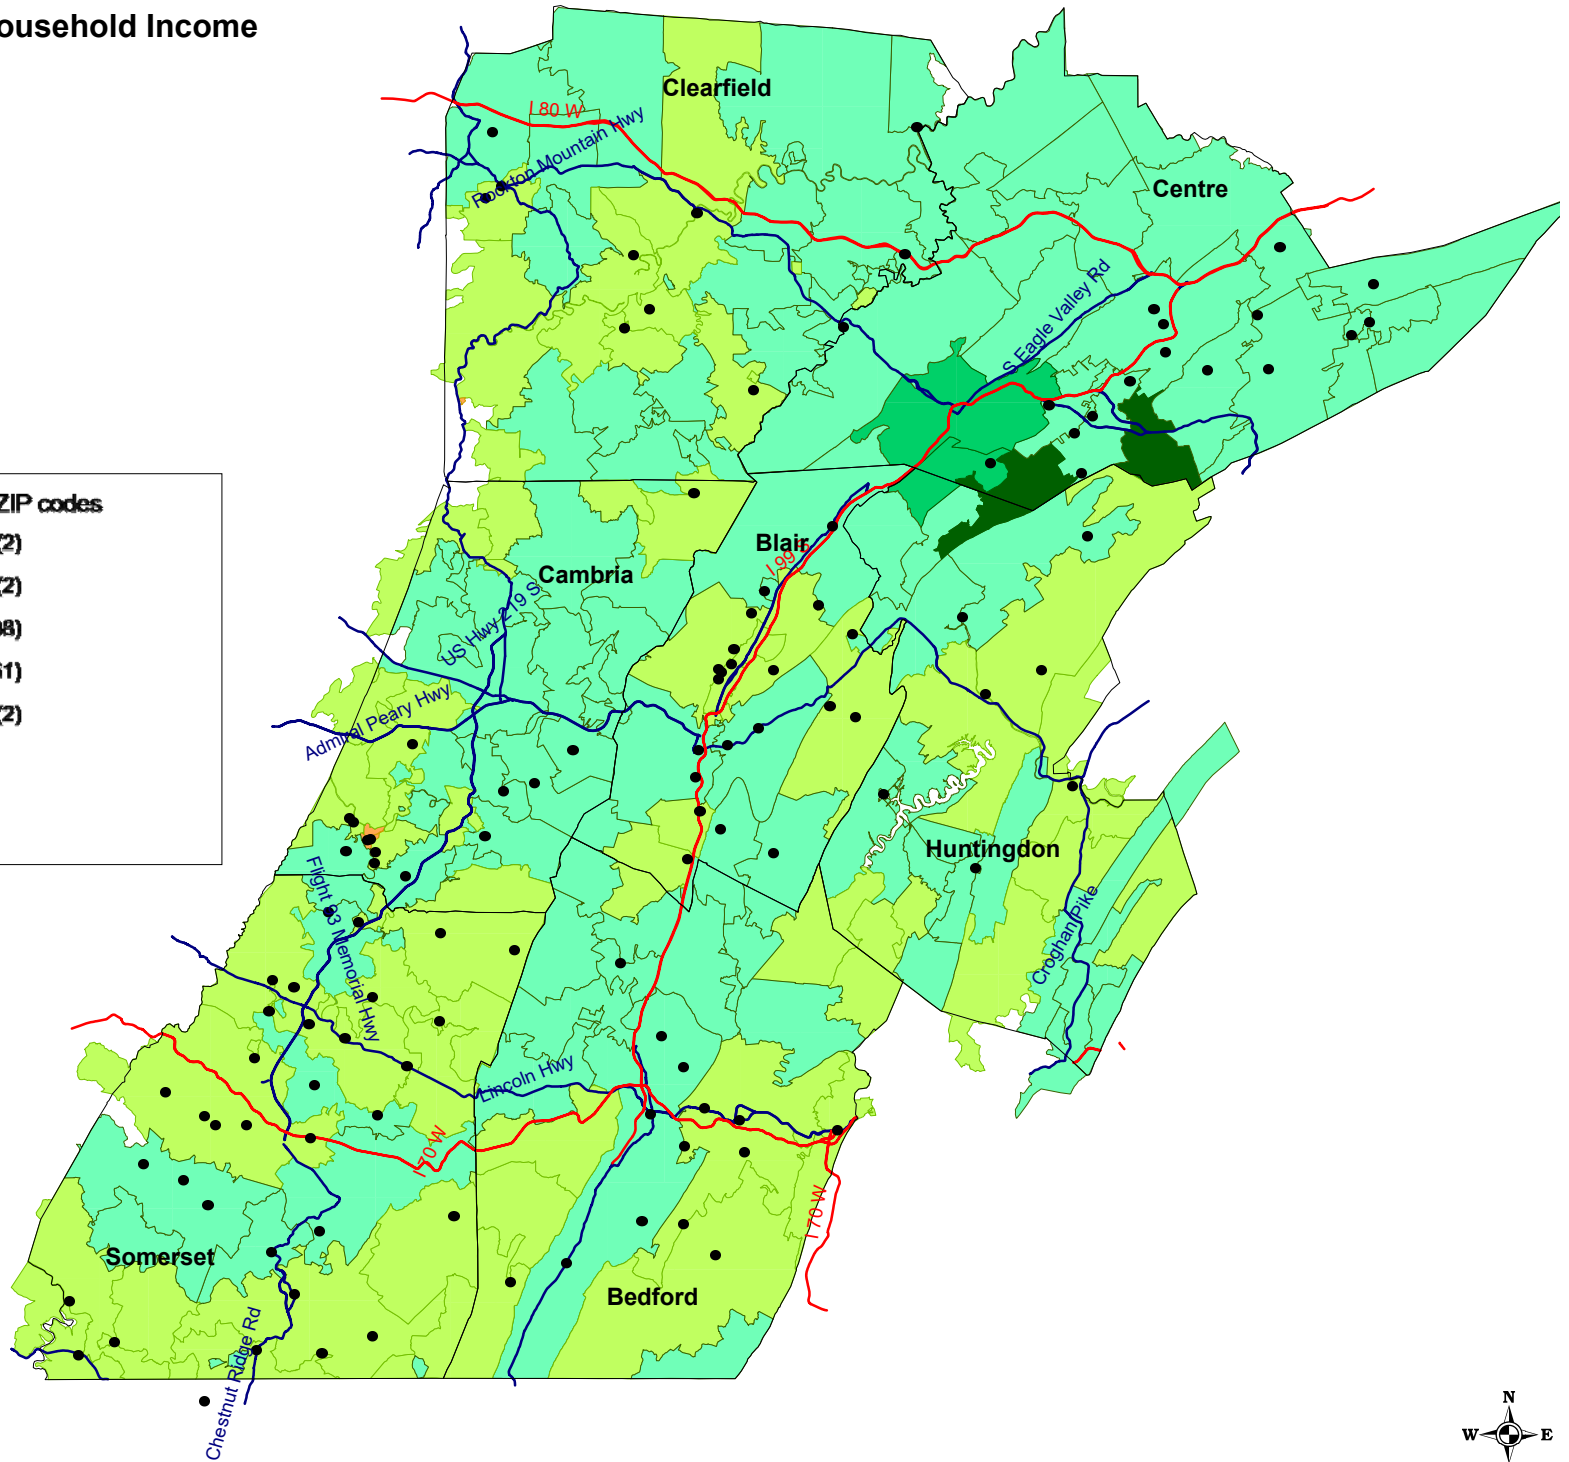 ousehold Income
Clearfield
I 80 W
Rockton Mountain Hwy
Centre
S Eagle Valley Rd
ZIP codes
(2)
(2)
Blair
I 99 S
Cambria
US Hwy 219 S
Admiral Peary Hwy
Huntingdon
Flight 93 Memorial Hwy
Croghan Pike
Lincoln Hwy
I 70 W
I 70 W
Somerset
Bedford
Chestnut Ridge Rd
(2)
N
W E